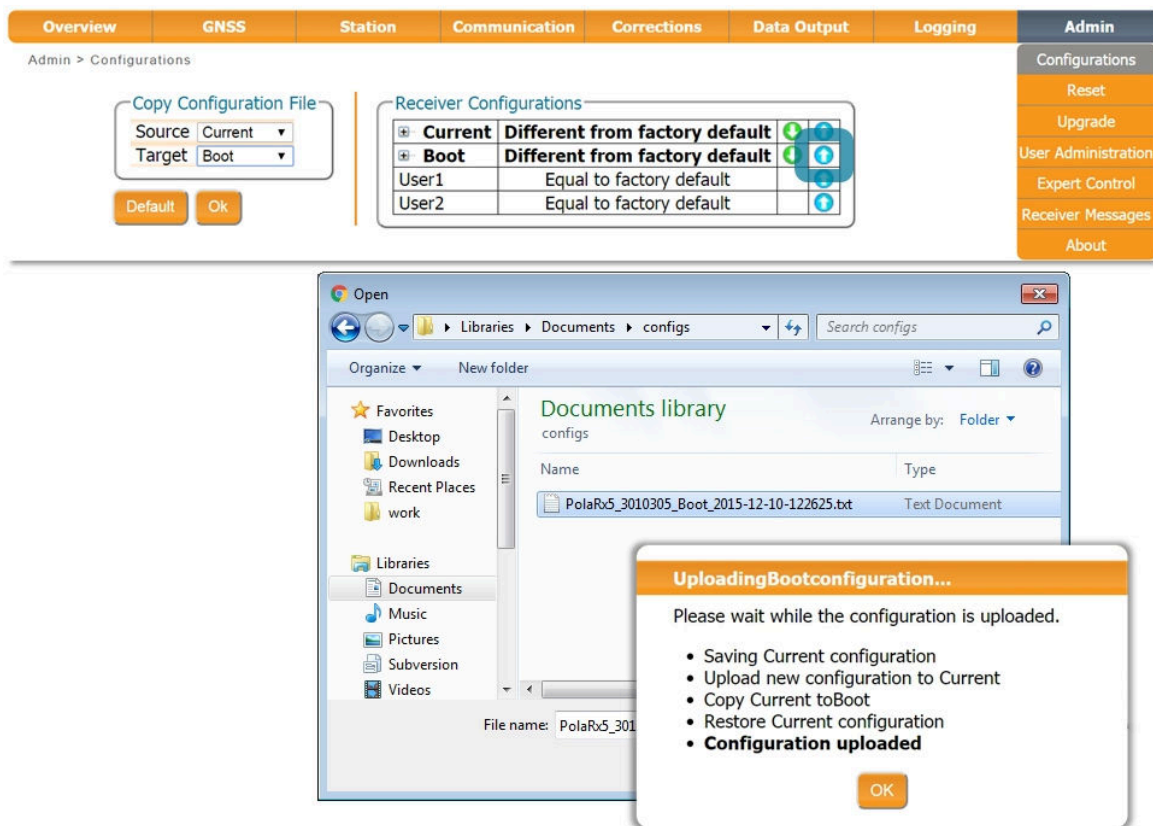 Overview GNSS Station Communication Corrections Data Output Logging Admin
Admin > Configurations
Configurations
Reset
Upgrade
User Administration
Expert Control
Receiver Messages
About
Copy Configuration File
Source Current
Target Boot
Default Ok
Receiver Configurations
Current Different from factory default
Boot Different from factory default
User1 Equal to factory default
User2 Equal to factory default
Open
Libraries Documents configs
Search configs
Organize New folder
Favorites
Desktop
Downloads
Recent Places
work
Libraries
Documents
Music
Pictures
Subversion
Videos
Documents library
configs
Arrange by: Folder
Name Type
PolaRx5_3010305_Boot_2015-12-10-122625.txt Text Document
File name: PolaRx5_301
UploadingBootconfiguration...
Please wait while the configuration is uploaded.
• Saving Current configuration
• Upload new configuration to Current
• Copy Current toBoot
• Restore Current configuration
• Configuration uploaded
OK